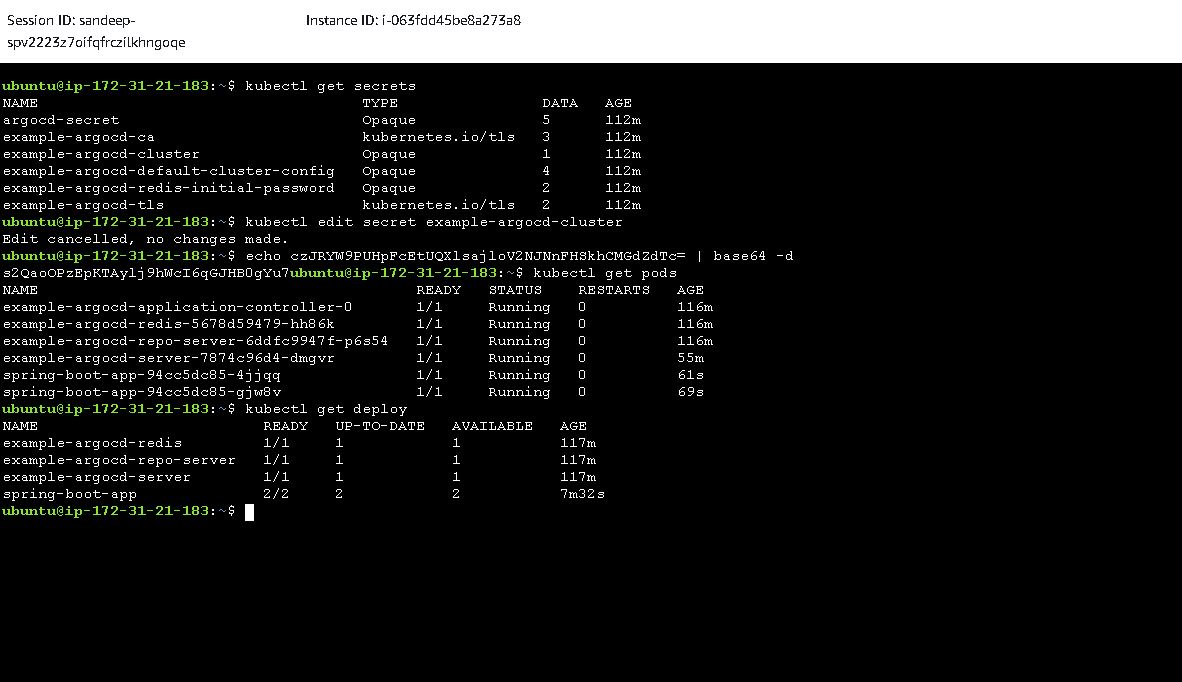 Session ID: sandeep-
spv2223z7oifqfrczilkhngoqe
Instance ID: i-063fdd45be8a273a8
ubuntu@ip-172-31-21-183:~$ kubectl get secrets
NAME TYPE DATA AGE
argocd-secret Opaque 5 112m
example-argocd-ca kubernetes.io/tls 3 112m
example-argocd-cluster Opaque 1 112m
example-argocd-default-cluster-config Opaque 4 112m
example-argocd-redis-initial-password Opaque 2 112m
example-argocd-tls kubernetes.io/tls 2 112m
ubuntu@ip-172-31-21-183:~$ kubectl edit secret example-argocd-cluster
Edit cancelled, no changes made.
ubuntu@ip-172-31-21-183:~$ echo | base64 -d
ubuntu@ip-172-31-21-183:~$ kubectl get pods
NAME READY STATUS RESTARTS AGE
example-argocd-application-controller-0 1/1 Running 0 116m
example-argocd-redis-5678d59479-hh86k 1/1 Running 0 116m
example-argocd-repo-server-6ddfc9947f-p6s54 1/1 Running 0 116m
example-argocd-server-7874c96d4-dmgvr 1/1 Running 0 55m
spring-boot-app-94cc5dc85-4jjqq 1/1 Running 0 61s
spring-boot-app-94cc5dc85-gjw8v 1/1 Running 0 69s
ubuntu@ip-172-31-21-183:~$ kubectl get deploy
NAME READY UP-TO-DATE AVAILABLE AGE
example-argocd-redis 1/1 1 1 117m
example-argocd-repo-server 1/1 1 1 117m
example-argocd-server 1/1 1 1 117m
spring-boot-app 2/2 2 2 7m32s
ubuntu@ip-172-31-21-183:~$